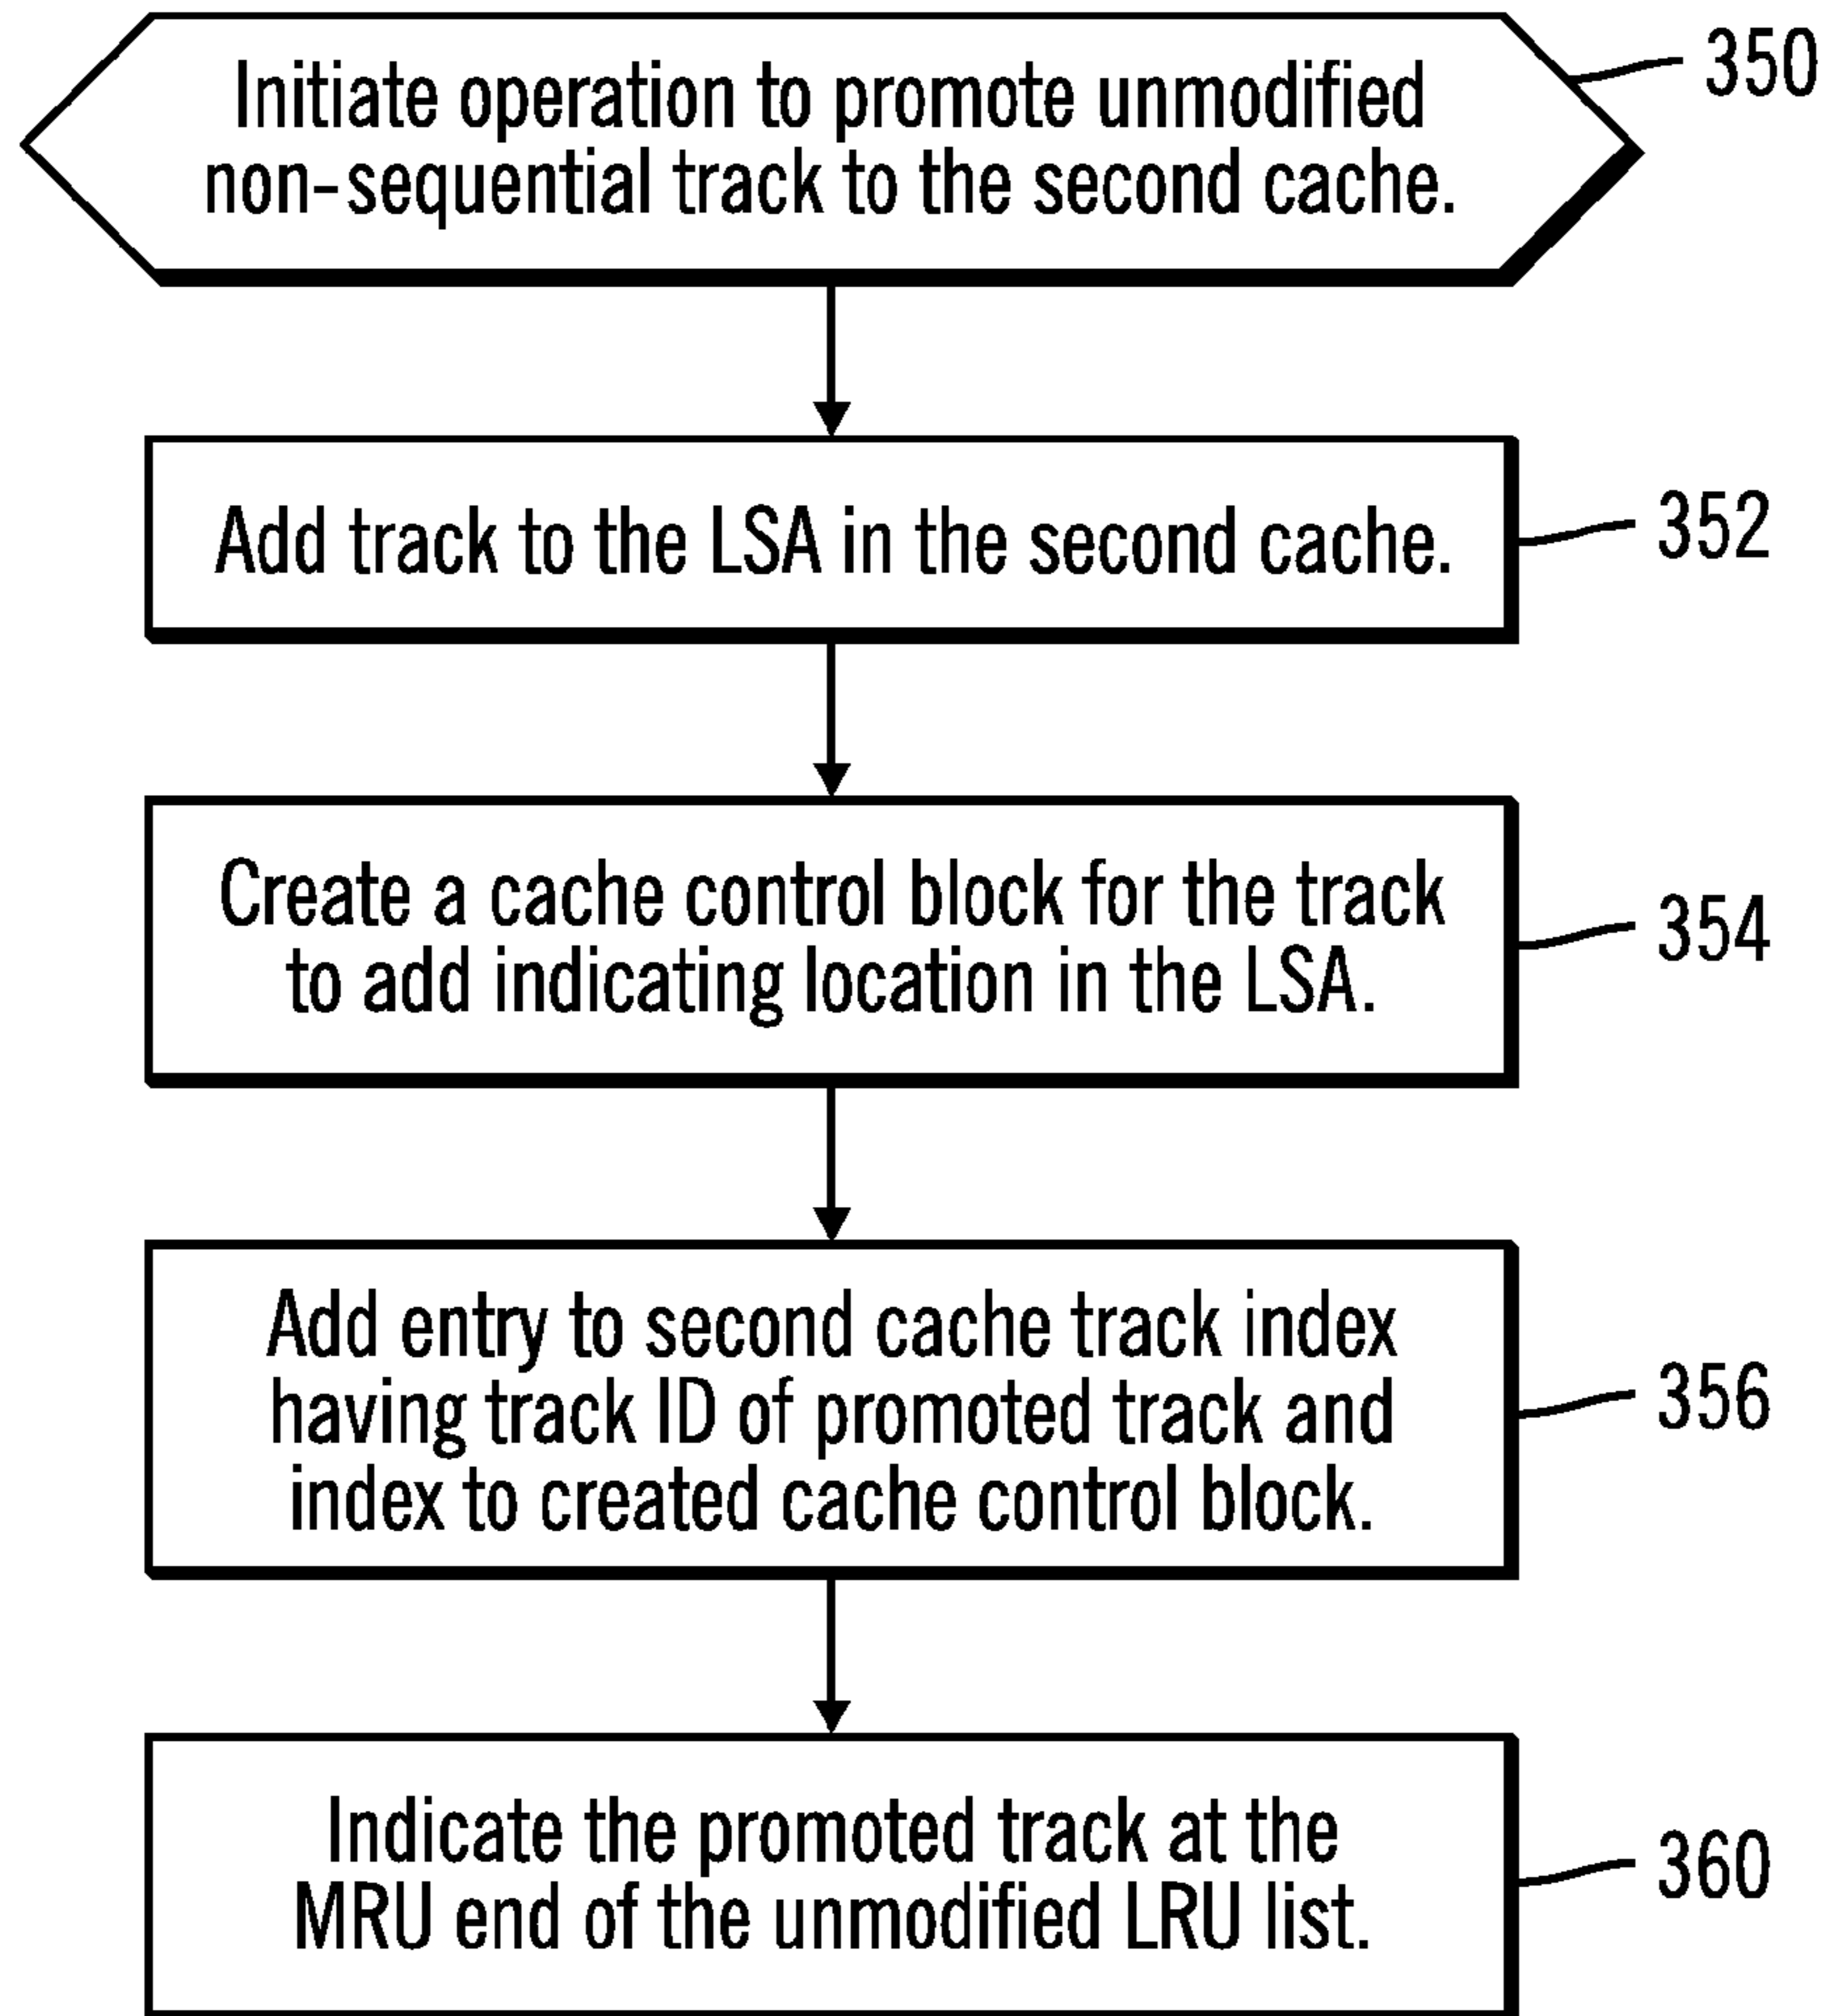 Initiate operation to promote unmodified
non-sequential track to the second cache.
350
Add track to the LSA in the second cache.
352
Create a cache control block for the track
to add indicating location in the LSA.
354
Add entry to second cache track index
having track ID of promoted track and
index to created cache control block.
356
Indicate the promoted track at the
MRU end of the unmodified LRU list.
360